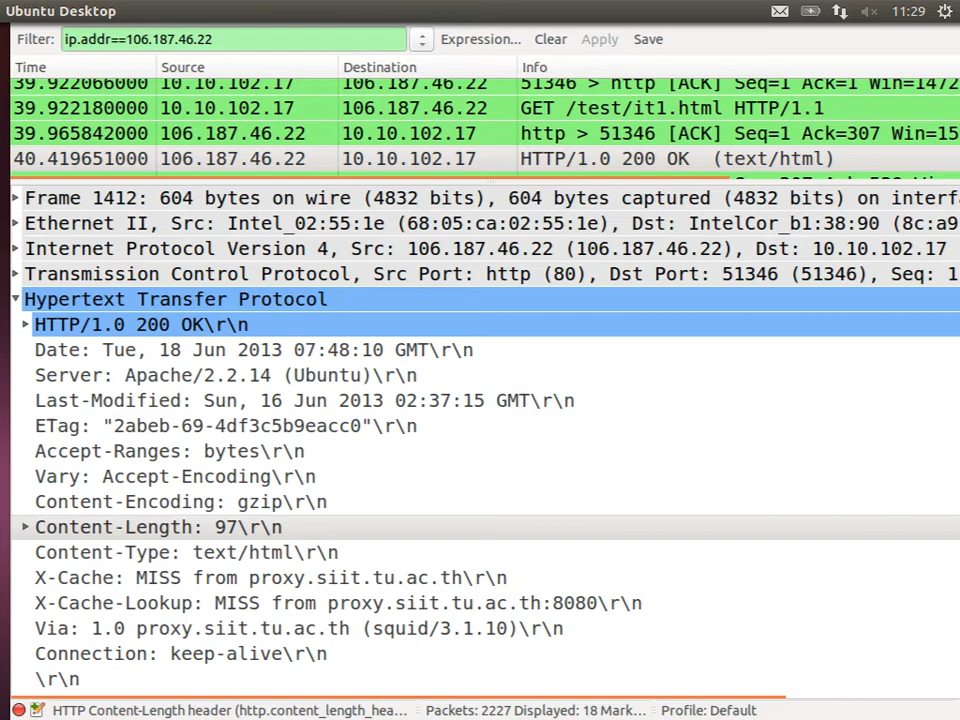 Ubuntu Desktop 11:29
Filter: ip.addr==106.187.46.22 Expression... Clear Apply Save
Time Source Destination Info
39.922066000 10.10.102.17 106.187.46.22 51346 > http [ACK] Seq=1 Ack=1 Win=1472
39.922180000 10.10.102.17 106.187.46.22 GET /test/it1.html HTTP/1.1
39.965842000 106.187.46.22 10.10.102.17 http > 51346 [ACK] Seq=1 Ack=307 Win=15
40.419651000 106.187.46.22 10.10.102.17 HTTP/1.0 200 OK (text/html)
Frame 1412: 604 bytes on wire (4832 bits), 604 bytes captured (4832 bits) on interfa
Ethernet II, Src: Intel_02:55:1e (68:05:ca:02:55:1e), Dst: IntelCor_b1:38:90 (8c:a9
Internet Protocol Version 4, Src: 106.187.46.22 (106.187.46.22), Dst: 10.10.102.17
Transmission Control Protocol, Src Port: http (80), Dst Port: 51346 (51346), Seq: 1
Hypertext Transfer Protocol
HTTP/1.0 200 OK\r\n
Date: Tue, 18 Jun 2013 07:48:10 GMT\r\n
Server: Apache/2.2.14 (Ubuntu)\r\n
Last-Modified: Sun, 16 Jun 2013 02:37:15 GMT\r\n
ETag: "2abeb-69-4df3c5b9eacc0"\r\n
Accept-Ranges: bytes\r\n
Vary: Accept-Encoding\r\n
Content-Encoding: gzip\r\n
Content-Length: 97\r\n
Content-Type: text/html\r\n
X-Cache: MISS from proxy.siit.tu.ac.th\r\n
X-Cache-Lookup: MISS from proxy.siit.tu.ac.th:8080\r\n
Via: 1.0 proxy.siit.tu.ac.th (squid/3.1.10)\r\n
Connection: keep-alive\r\n
\r\n
HTTP Content-Length header (http.content_length_hea... Packets: 2227 Displayed: 18 Mark... Profile: Default